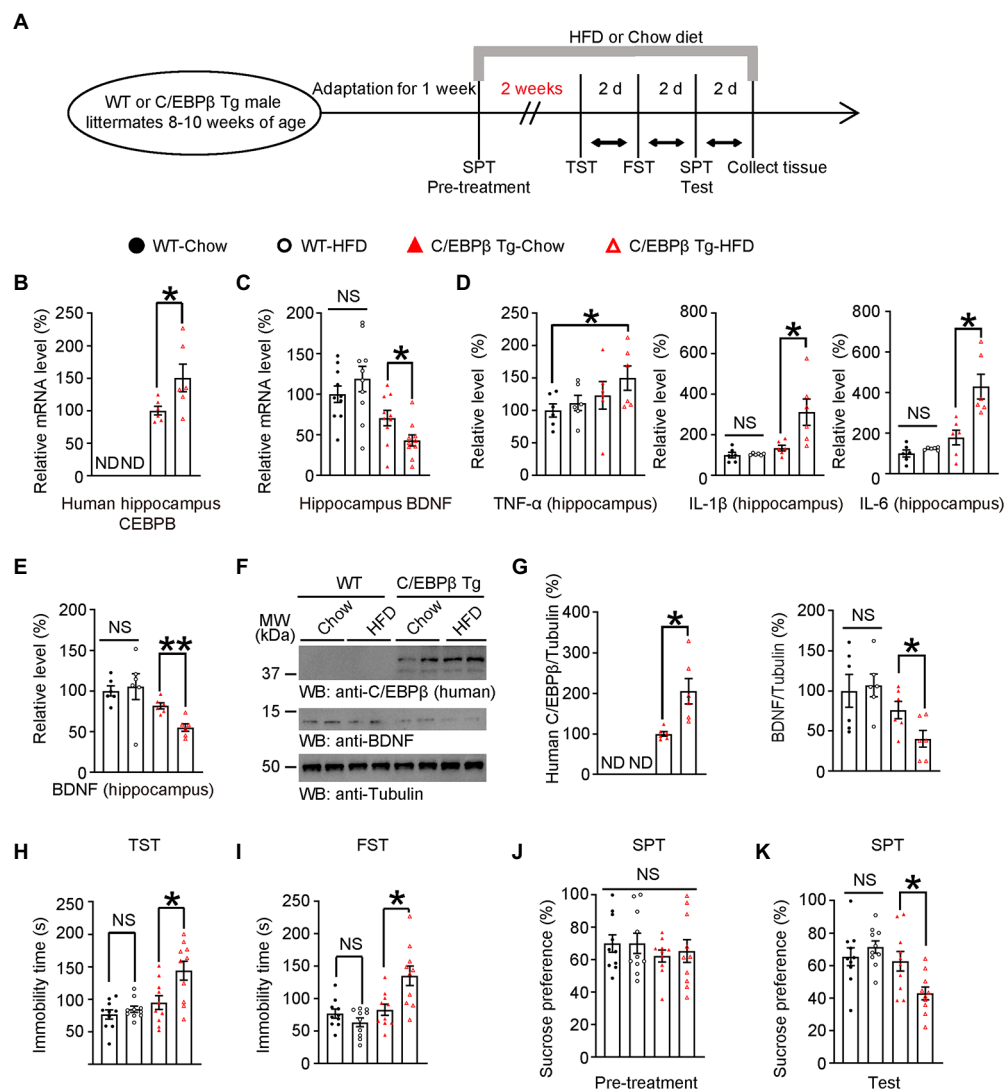 A
HFD or Chow diet
WT or C/EBPβ Tg male
littermates 8-10 weeks of age
Adaptation for 1 week
2 weeks
2 d
2 d
2 d
SPT
Pre-treatment
TST
FST
SPT
Test
Collect tissue
WT-Chow
WT-HFD
C/EBPβ Tg-Chow
C/EBPβ Tg-HFD
B
Relative mRNA level (%)
250
200
150
100
50
0
ND ND
*
Human hippocampus
CEBPB
C
Relative mRNA level (%)
200
150
100
50
0
NS
*
Hippocampus BDNF
D
Relative level (%)
250
200
150
100
50
0
*
TNF-α (hippocampus)
Relative level (%)
800
600
400
200
0
NS
*
IL-1β (hippocampus)
Relative level (%)
800
600
400
200
0
NS
*
IL-6 (hippocampus)
E
Relative level (%)
200
150
100
50
0
NS
**
BDNF (hippocampus)
F
WT
C/EBPβ Tg
MW
(kDa)
Chow
HFD
Chow
HFD
37
WB: anti-C/EBPβ (human)
15
WB: anti-BDNF
50
WB: anti-Tubulin
G
Human C/EBPβ/Tubulin (%)
400
300
200
100
0
ND ND
*
BDNF/Tubulin (%)
200
150
100
50
0
NS
*
H
TST
Immobility time (s)
250
200
150
100
50
0
NS
*
I
FST
Immobility time (s)
250
200
150
100
50
0
NS
*
J
SPT
Sucrose preference (%)
100
80
60
40
20
0
NS
Pre-treatment
K
SPT
Sucrose preference (%)
100
80
60
40
20
0
NS
*
Test